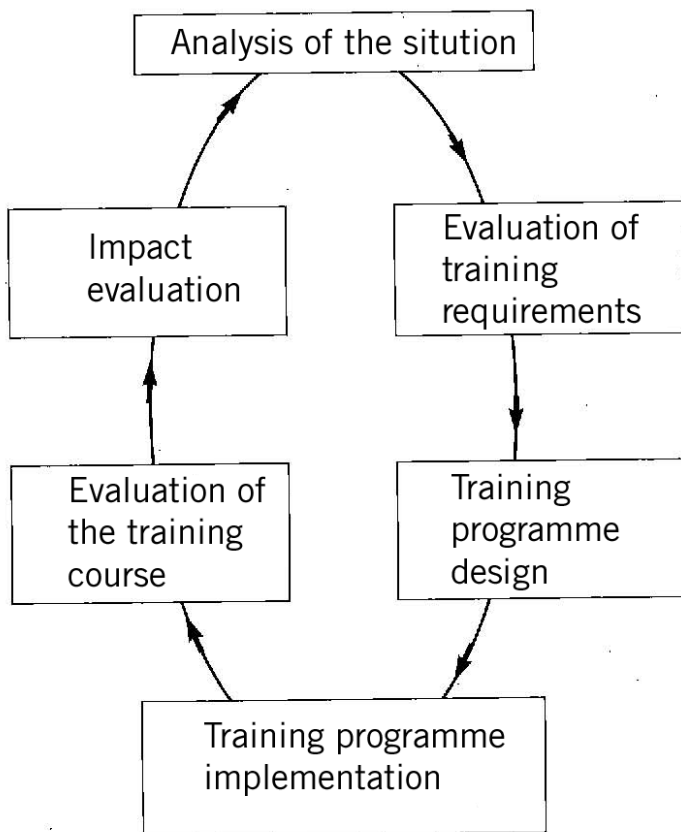 Analysis of the sitution
Evaluation of
training
requirements
Training
programme
design
Training programme
implementation
Evaluation of
the training
course
Impact
evaluation